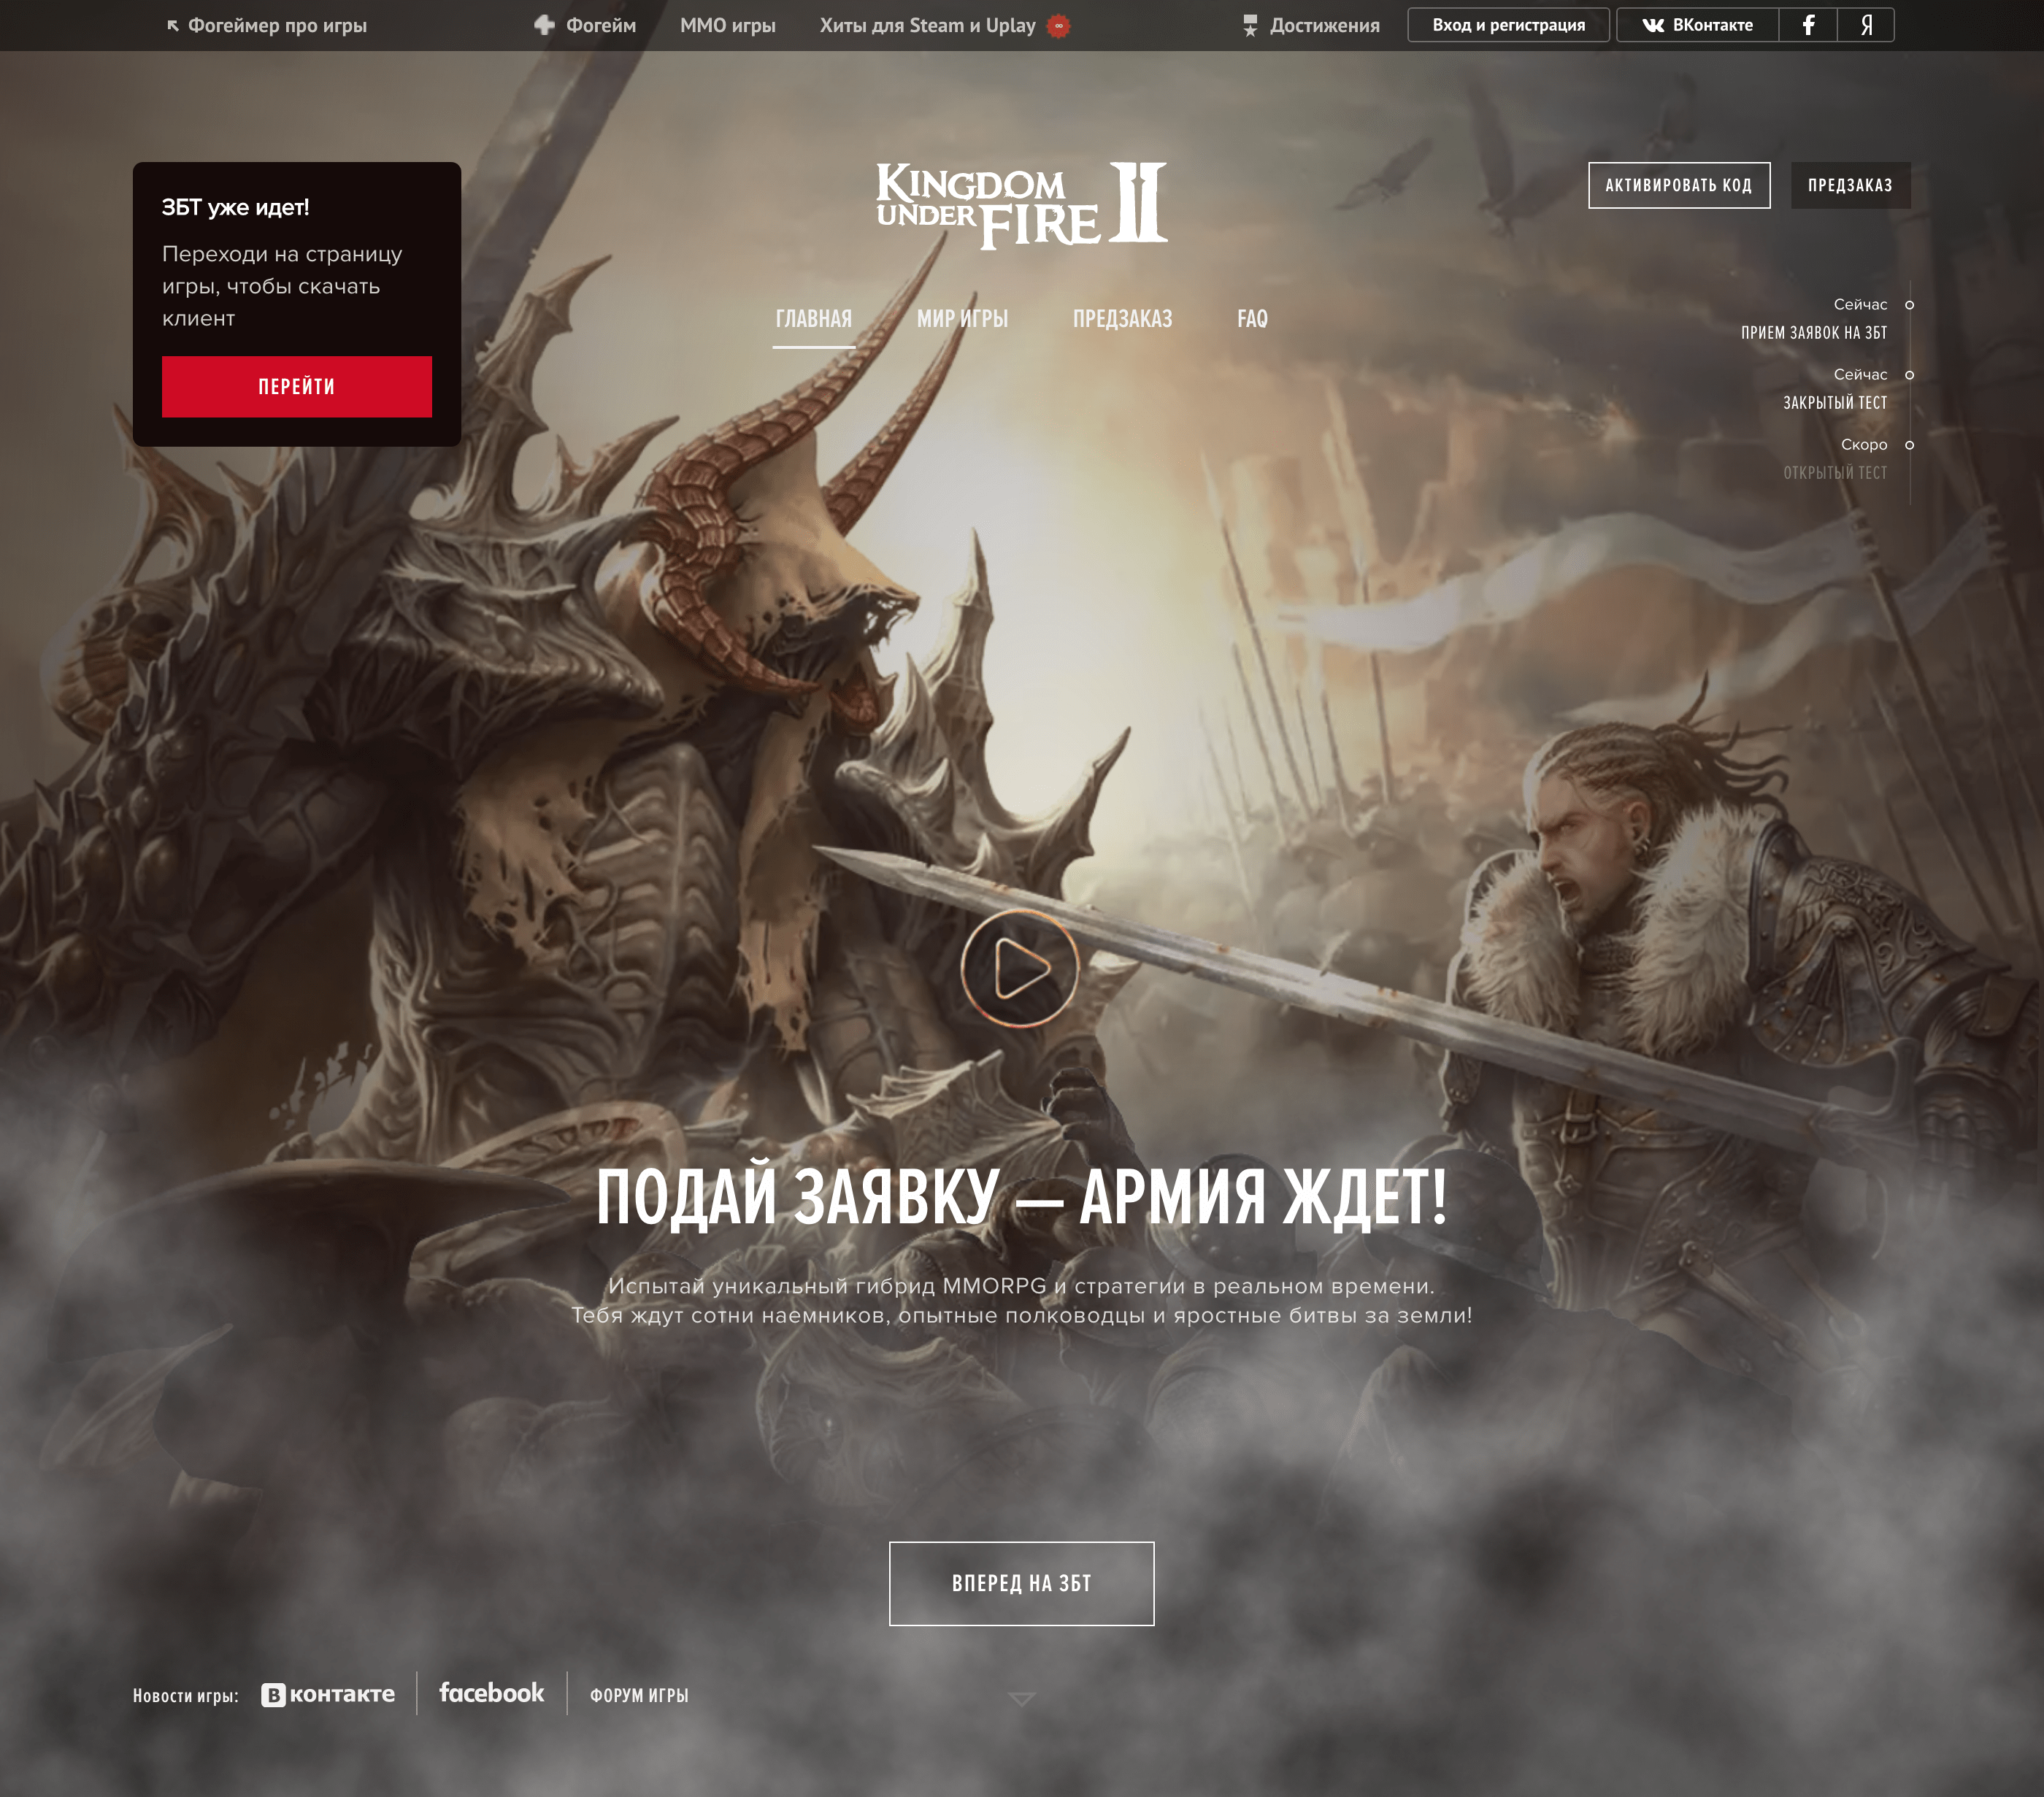 Фогеймер про игры
Фогейм
ММО игры
Хиты для Steam и Uplay
Достижения
Вход и регистрация
ВКонтакте
Я
ЗБТ уже идет!
Переходи на страницу
игры, чтобы скачать
клиент
ПЕРЕЙТИ
KINGDOM
UNDER FIRE II
АКТИВИРОВАТЬ КОД
ПРЕДЗАКАЗ
ГЛАВНАЯ
МИР ИГРЫ
ПРЕДЗАКАЗ
FAQ
Сейчас
ПРИЕМ ЗАЯВОК НА ЗБТ
Сейчас
ЗАКРЫТЫЙ ТЕСТ
Скоро
ОТКРЫТЫЙ ТЕСТ
ПОДАЙ ЗАЯВКУ — АРМИЯ ЖДЕТ!
Испытай уникальный гибрид MMORPG и стратегии в реальном времени.
Тебя ждут сотни наемников, опытные полководцы и яростные битвы за земли!
ВПЕРЕД НА ЗБТ
Новости игры:
В контакте
facebook
ФОРУМ ИГРЫ